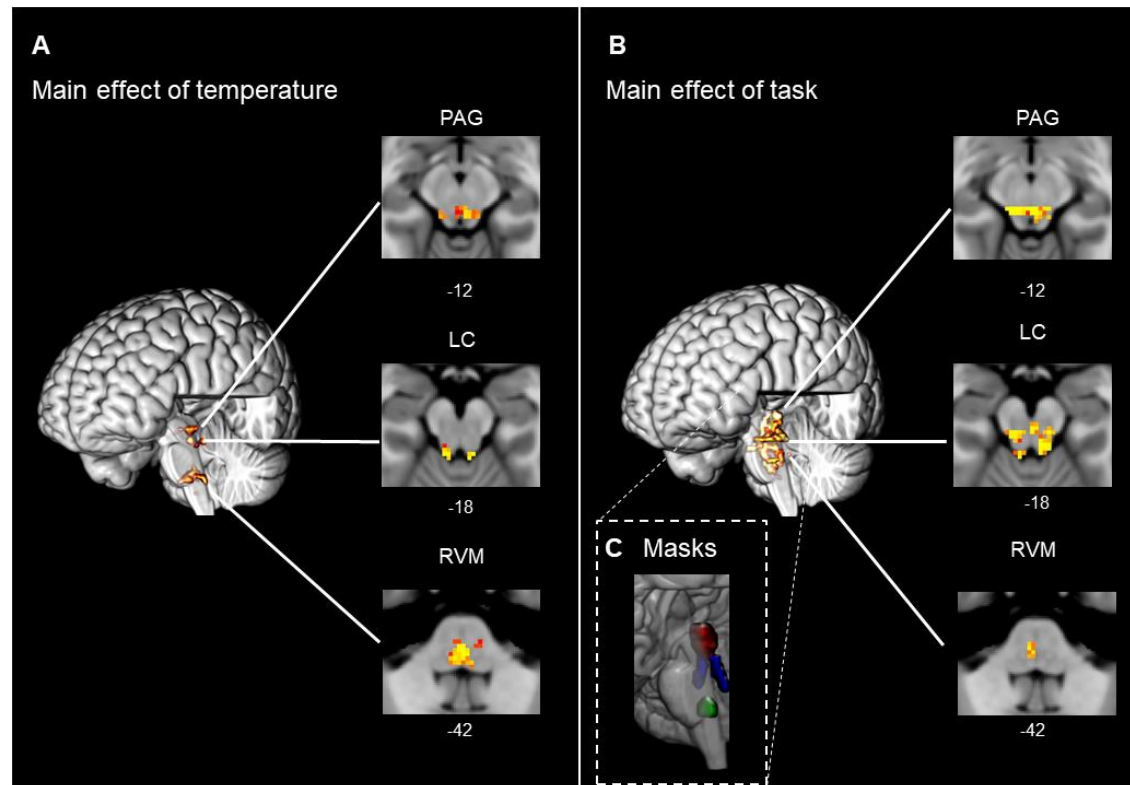 A
Main effect of temperature
PAG
-12
LC
-18
RVM
-42
B
Main effect of task
PAG
-12
LC
-18
RVM
-42
C Masks